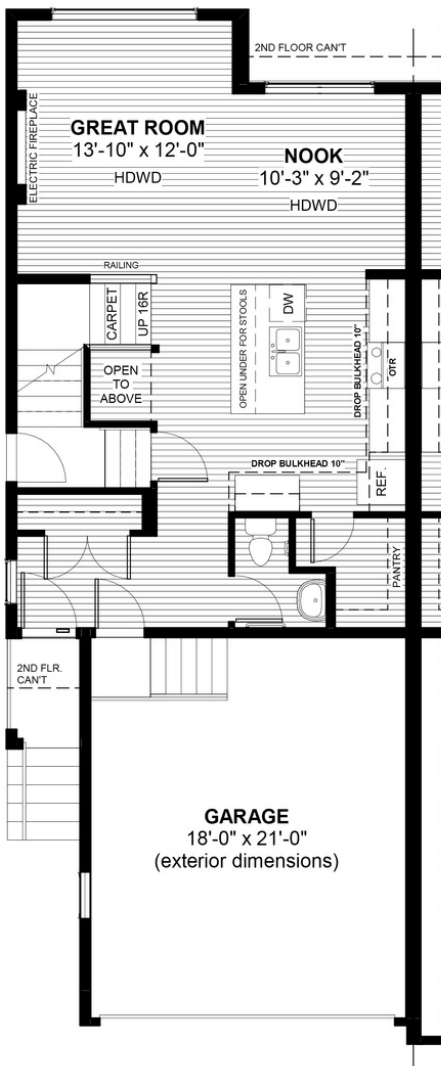 2ND FLOOR CAN'T
ELECTRIC FIREPLACE
GREAT ROOM
13'-10" x 12'-0"
HDWD
NOOK
10'-3" x 9'-2"
HDWD
RAILING
CARPET
UP 16R
OPEN UNDER FOR STOOLS
DW
DROP BULKHEAD 10"
OTR
OPEN
TO
ABOVE
DROP BULKHEAD 10"
REF.
PANTRY
2ND FLR.
CAN'T
GARAGE
18'-0" x 21'-0"
(exterior dimensions)